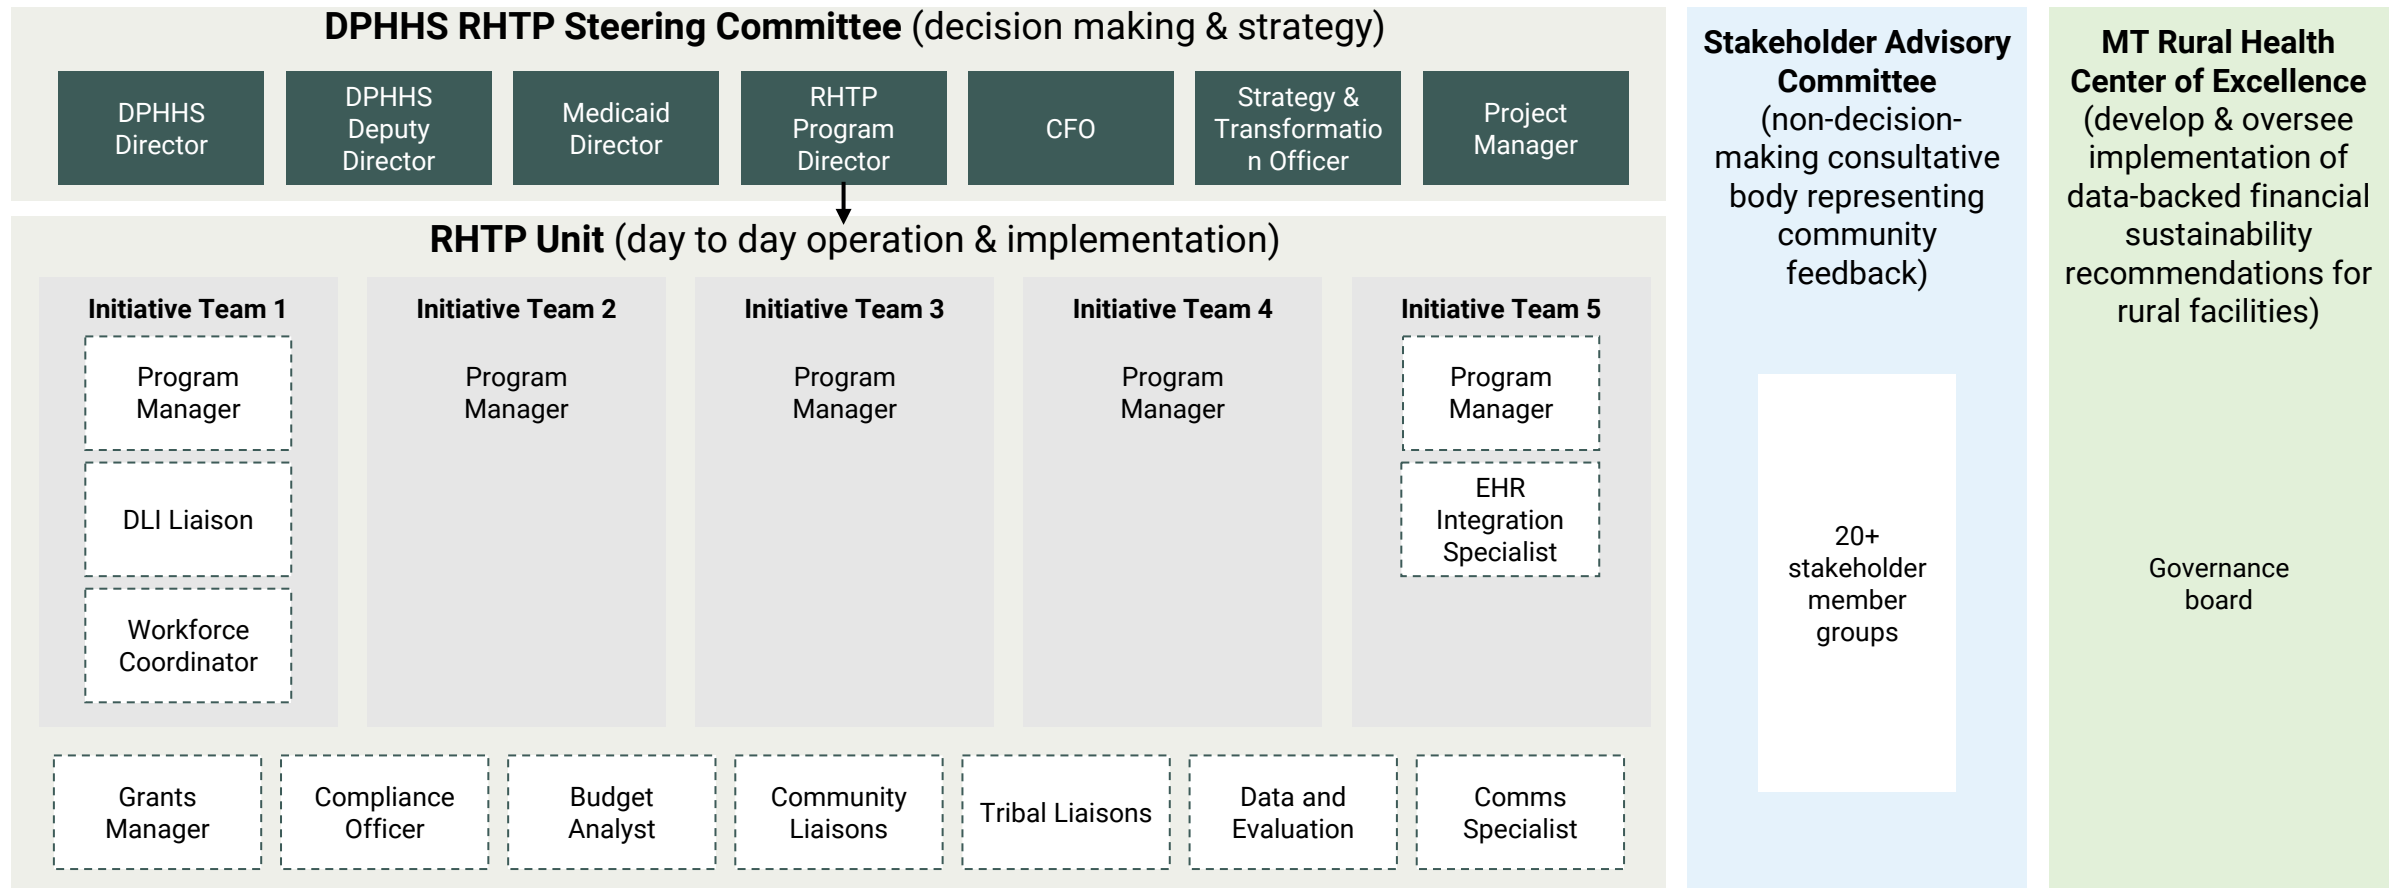 DPHHS RHTP Steering Committee (decision making & strategy)
DPHHS
Director
DPHHS
Deputy
Director
Medicaid
Director
RHTP
Program
Director
CFO
Strategy &
Transformatio
n Officer
Project
Manager
RHTP Unit (day to day operation & implementation)
Initiative Team 1
Program
Manager
DLI Liaison
Workforce
Coordinator
Initiative Team 2
Program
Manager
Initiative Team 3
Program
Manager
Initiative Team 4
Program
Manager
Initiative Team 5
Program
Manager
EHR
Integration
Specialist
Grants
Manager
Compliance
Officer
Budget
Analyst
Community
Liaisons
Tribal Liaisons
Data and
Evaluation
Comms
Specialist
Stakeholder Advisory
Committee
(non-decision-
making consultative
body representing
community
feedback)
20+
stakeholder
member
groups
MT Rural Health
Center of Excellence
(develop & oversee
implementation of
data-backed financial
sustainability
recommendations for
rural facilities)
Governance
board